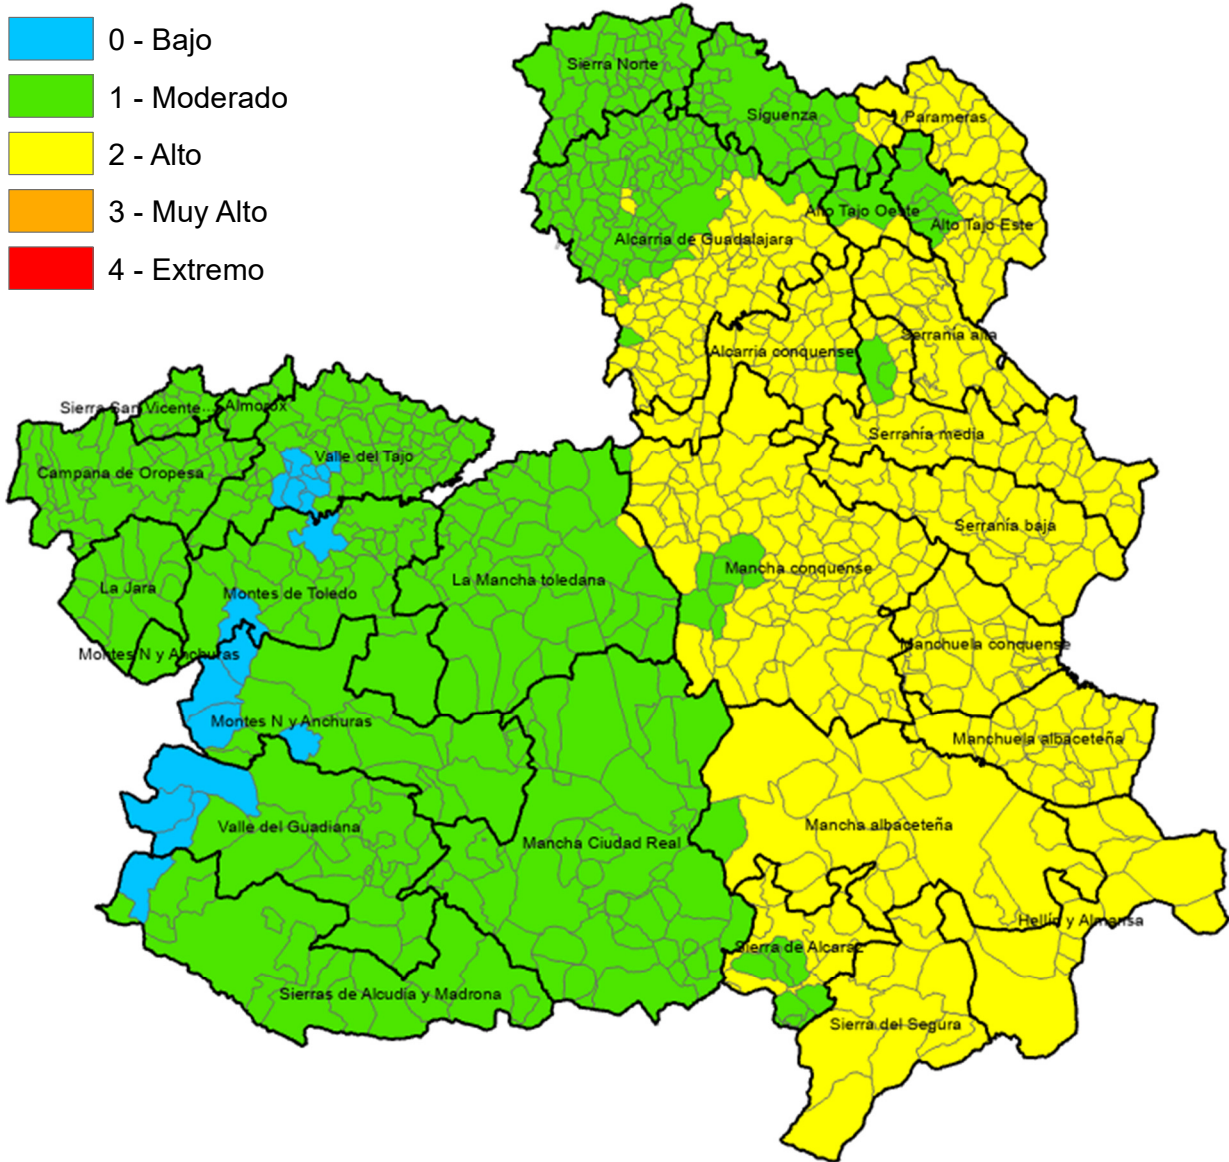 0 - Bajo
1 - Moderado
2 - Alto
3 - Muy Alto
4 - Extremo
Sierra Norte
Sigüenza
Parameras
Alto Tajo Oeste
Alto Tajo Este
Alcarria de Guadalajara
Serranía alta
Alcarria conquense
Sierra San Vicente
Almorox
Serranía media
Valle del Tajo
Campana de Oropesa
Serranía baja
Mancha conquense
La Mancha toledana
La Jara
Montes de Toledo
Manchuela conquense
Montes N y Anchuras
Montes N y Anchuras
Manchuela albaceteña
Mancha albaceteña
Valle del Guadiana
Mancha Ciudad Real
Hellín y Almansa
Sierra de Alcaraz
Sierras de Alcudia y Madrona
Sierra del Segura